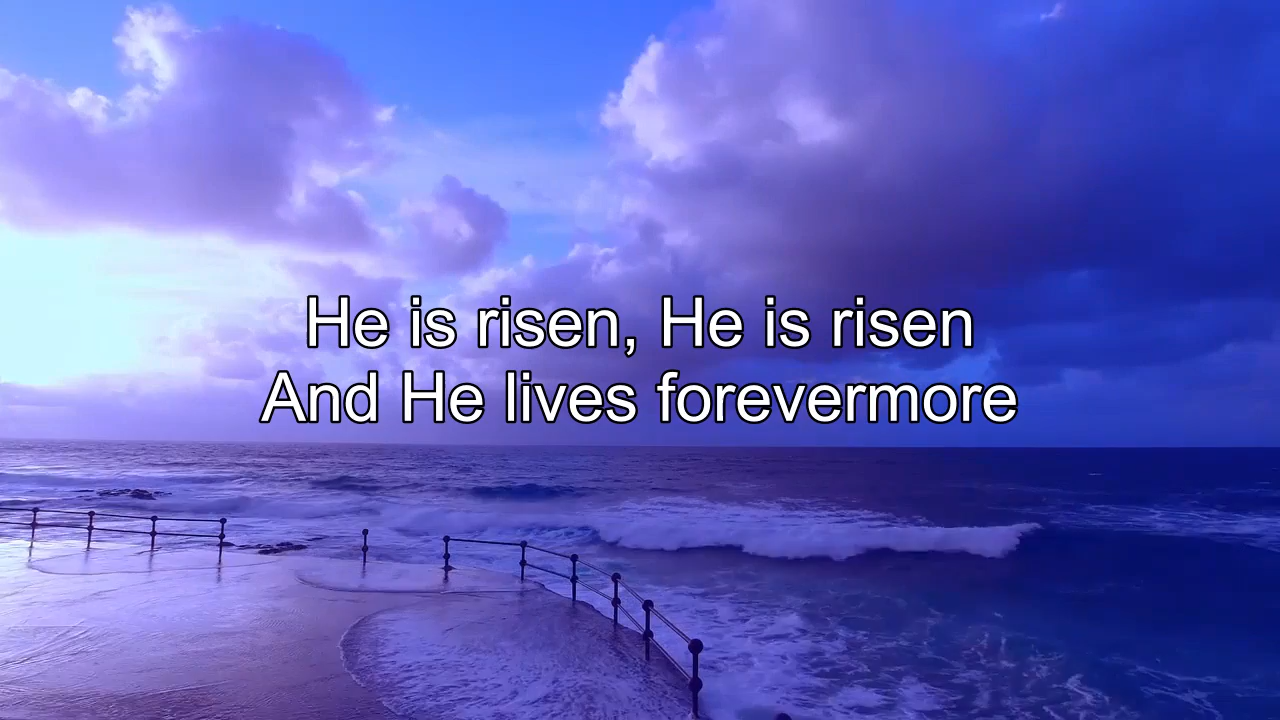 He is risen, He is risen
And He lives forevermore